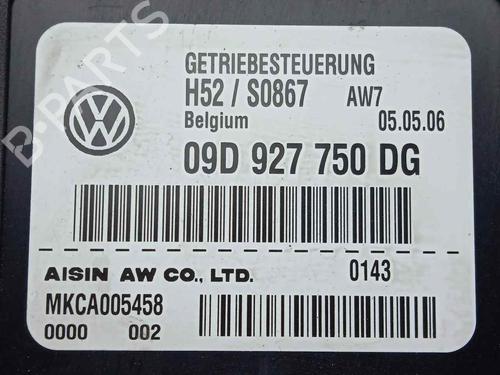 GETRIEBESTEUERUNG
H52 / S0867 AW7
Belgium 05.05.06
09D 927 750 DG
AISIN AW CO., LTD. 0143
MKCA005458
0000 002
B-PARTS